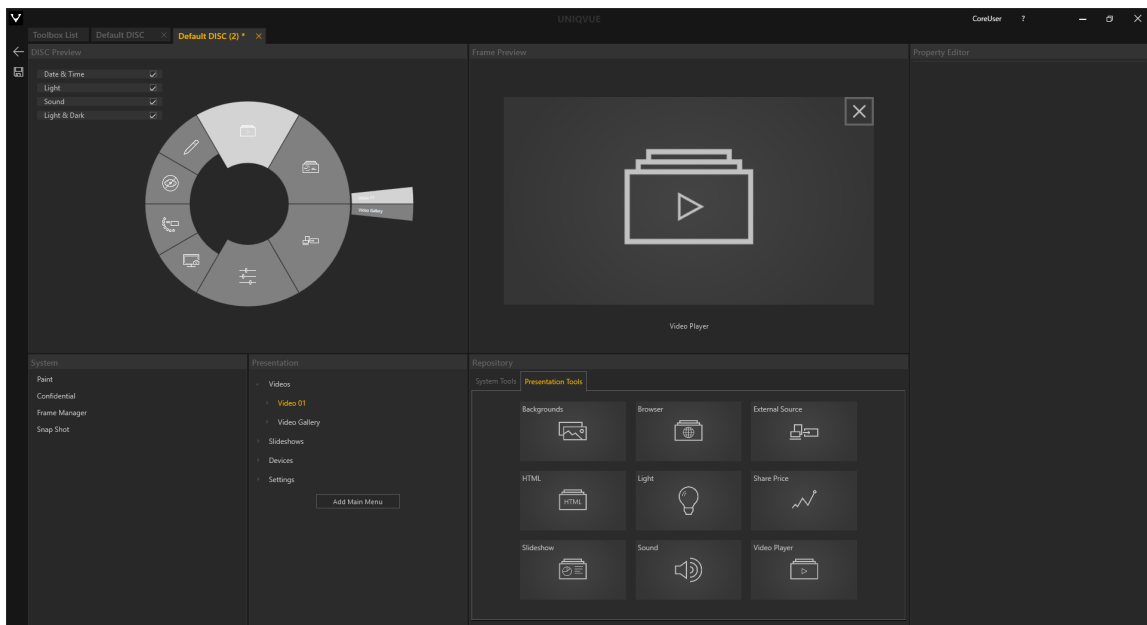 UNIQVUE
CoreUser ?
Toolbox List
Default DISC
Default DISC (2) *
DISC Preview
Date & Time
Light
Sound
Light & Dark
Video 01
Video Gallery
Frame Preview
Video Player
Property Editor
System
Paint
Confidential
Frame Manager
Snap Shot
Presentation
Videos
Video 01
Video Gallery
Slideshows
Devices
Settings
Add Main Menu
Repository
System Tools
Presentation Tools
Backgrounds
Browser
External Source
HTML
HTML
Light
Share Price
Slideshow
Sound
Video Player